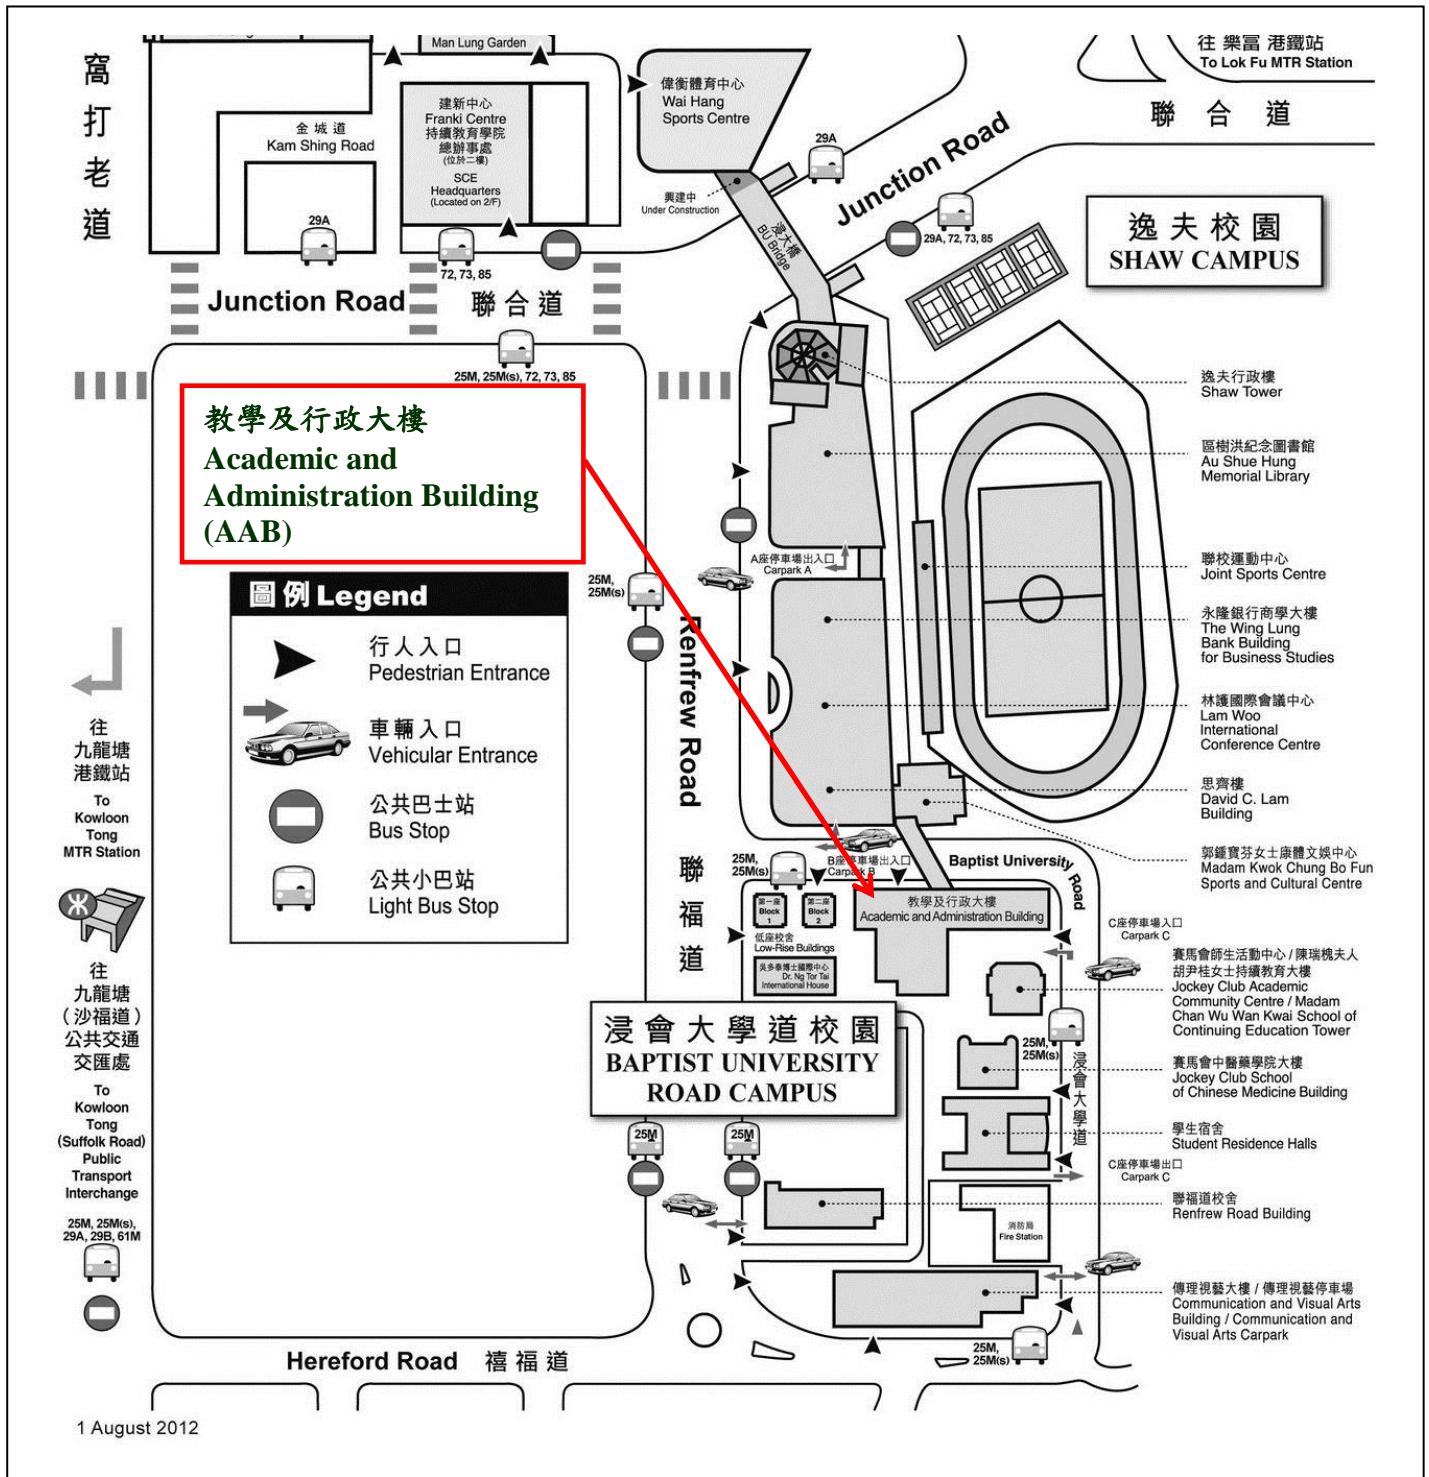 Man Lung Garden
往 樂富 港鐵站
To Lok Fu MTR Station
聯合道
窩打老道
偉衡體育中心
Wai Hang
Sports Centre
建新中心
Franki Centre
持續教育學院
總辦事處
(位於二樓)
SCE
Headquarters
(Located on 2/F)
金城道
Kam Shing Road
29A
29A
興建中
Under Construction
浸大橋
BU Bridge
Junction Road
29A, 72, 73, 85
逸夫校園
SHAW CAMPUS
72, 73, 85
Junction Road 聯合道
25M, 25M(s), 72, 73, 85
教學及行政大樓
Academic and
Administration Building
(AAB)
逸夫行政樓
Shaw Tower
區樹洪紀念圖書館
Au Shue Hung
Memorial Library
A座停車場出入口
Carpark A
聯校運動中心
Joint Sports Centre
25M,
25M(s)
圖例 Legend
行人入口
Pedestrian Entrance
車輛入口
Vehicular Entrance
公共巴士站
Bus Stop
公共小巴站
Light Bus Stop
Renfrew Road
聯福道
永隆銀行商學大樓
The Wing Lung
Bank Building
for Business Studies
林護國際會議中心
Lam Woo
International
Conference Centre
思齊樓
David C. Lam
Building
往
九龍塘
港鐵站
To
Kowloon
Tong
MTR Station
25M,
25M(s)
B座停車場出入口
Carpark B
Baptist University Road
郭鍾寶芬女士康體文娛中心
Madam Kwok Chung Bo Fun
Sports and Cultural Centre
第一座
Block
1
第二座
Block
2
教學及行政大樓
Academic and Administration Building
低座校舍
Low-Rise Buildings
吳多泰博士國際中心
Dr. Ng Tor Tai
International House
C座停車場入口
Carpark C
賽馬會師生活動中心 / 陳瑞槐夫人
胡尹桂女士持續教育大樓
Jockey Club Academic
Community Centre / Madam
Chan Wu Wan Kwai School of
Continuing Education Tower
往
九龍塘
(沙福道)
公共交通
交匯處
To
Kowloon
Tong
(Suffolk Road)
Public
Transport
Interchange
25M, 25M(s),
29A, 29B, 61M
浸會大學道校園
BAPTIST UNIVERSITY
ROAD CAMPUS
25M,
25M(s)
浸會大學道
賽馬會中醫藥學院大樓
Jockey Club School
of Chinese Medicine Building
25M
25M
學生宿舍
Student Residence Halls
C座停車場出口
Carpark C
聯福道校舍
Renfrew Road Building
消防局
Fire Station
傳理視藝大樓 / 傳理視藝停車場
Communication and Visual Arts
Building / Communication and
Visual Arts Carpark
25M,
25M(s)
Hereford Road 禧福道
1 August 2012